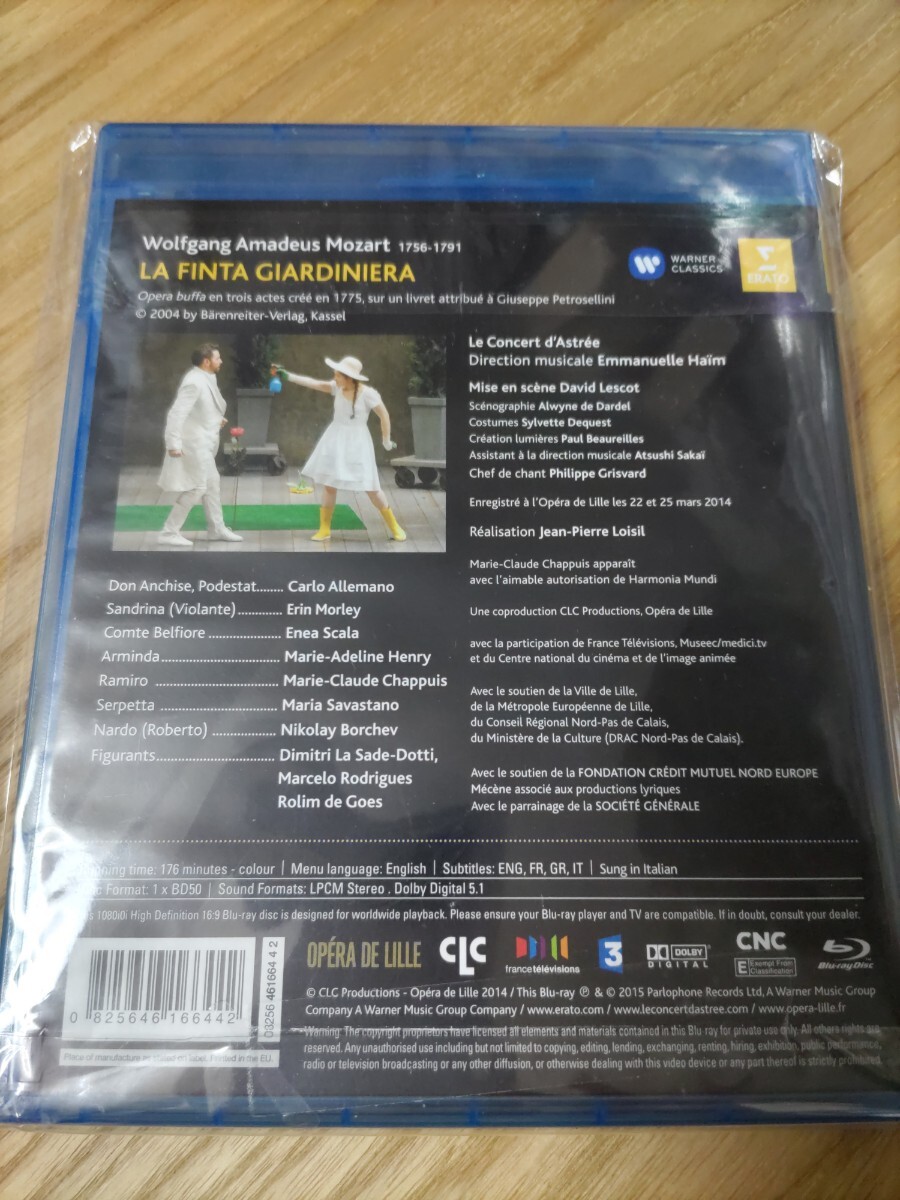 Wolfgang Amadeus Mozart 1756-1791
LA FINTA GIARDINIERA
Opera buffa en trois actes créé en 1775, sur un livret attribué à Giuseppe Petrosellini
© 2004 by Bärenreiter-Verlag, Kassel
WARNER
CLASSICS
ERATO
Le Concert d'Astrée
Direction musicale Emmanuelle Haïm
Mise en scène David Lescot
Scénographie Alwyne de Dardel
Costumes Sylvette Dequest
Création lumières Paul Beaureilles
Assistant à la direction musicale Atsushi Sakaï
Chef de chant Philippe Grisvard
Enregistré à l'Opéra de Lille les 22 et 25 mars 2014
Réalisation Jean-Pierre Loisil
Marie-Claude Chappuis apparaît
avec l'aimable autorisation de Harmonia Mundi
Une coproduction CLC Productions, Opéra de Lille
avec la participation de France Télévisions, Museec/medici.tv
et du Centre national du cinéma et de l'image animée
Avec le soutien de la Ville de Lille,
de la Métropole Européenne de Lille,
du Conseil Régional Nord-Pas de Calais,
du Ministère de la Culture (DRAC Nord-Pas de Calais).
Avec le soutien de la FONDATION CRÉDIT MUTUEL NORD EUROPE
Mécène associé aux productions lyriques
Avec le parrainage de la SOCIÉTÉ GÉNÉRALE
Don Anchise, Podestat........ Carlo Allemano
Sandrina (Violante)............. Erin Morley
Comte Belfiore ..................... Enea Scala
Arminda.................................. Marie-Adeline Henry
Ramiro ................................... Marie-Claude Chappuis
Serpetta .................................. Maria Savastano
Nardo (Roberto) ................... Nikolay Borchev
Figurants.................................. Dimitri La Sade-Dotti,
Marcelo Rodrigues
Rolim de Goes
time: 176 minutes - colour | Menu language: English | Subtitles: ENG, FR, GR, IT | Sung in Italian
Format: 1 x BD50 | Sound Formats: LPCM Stereo . Dolby Digital 5.1
1080i High Definition 16:9 Blu-ray disc is designed for worldwide playback. Please ensure your Blu-ray player and TV are compatible. If in doubt, consult your dealer.
OPÉRA DE LILLE
CLC
francetélévisions
3
DOLBY
DIGITAL
CNC
E Exempt From Classification
Blu-ray Disc
0 825646 166442
08256 461664 4 2
© CLC Productions - Opéra de Lille 2014 / This Blu-ray ℗ & © 2015 Parlophone Records Ltd, A Warner Music Group
Company A Warner Music Group Company / www.erato.com / www.leconcertdastree.com / www.opera-lille.fr
Warning: The copyright proprietors have licensed all elements and materials contained in this Blu ray for private use only. All others rights are
reserved. Any unauthorised use including but not limited to copying, editing, lending, exchanging, renting, hiring, exhibition, public performance,
radio or television broadcasting or any other diffusion, or otherwise dealing with this video device or any part thereof is strictly prohibited.
Place of manufacture as stated on label. Printed in the EU.